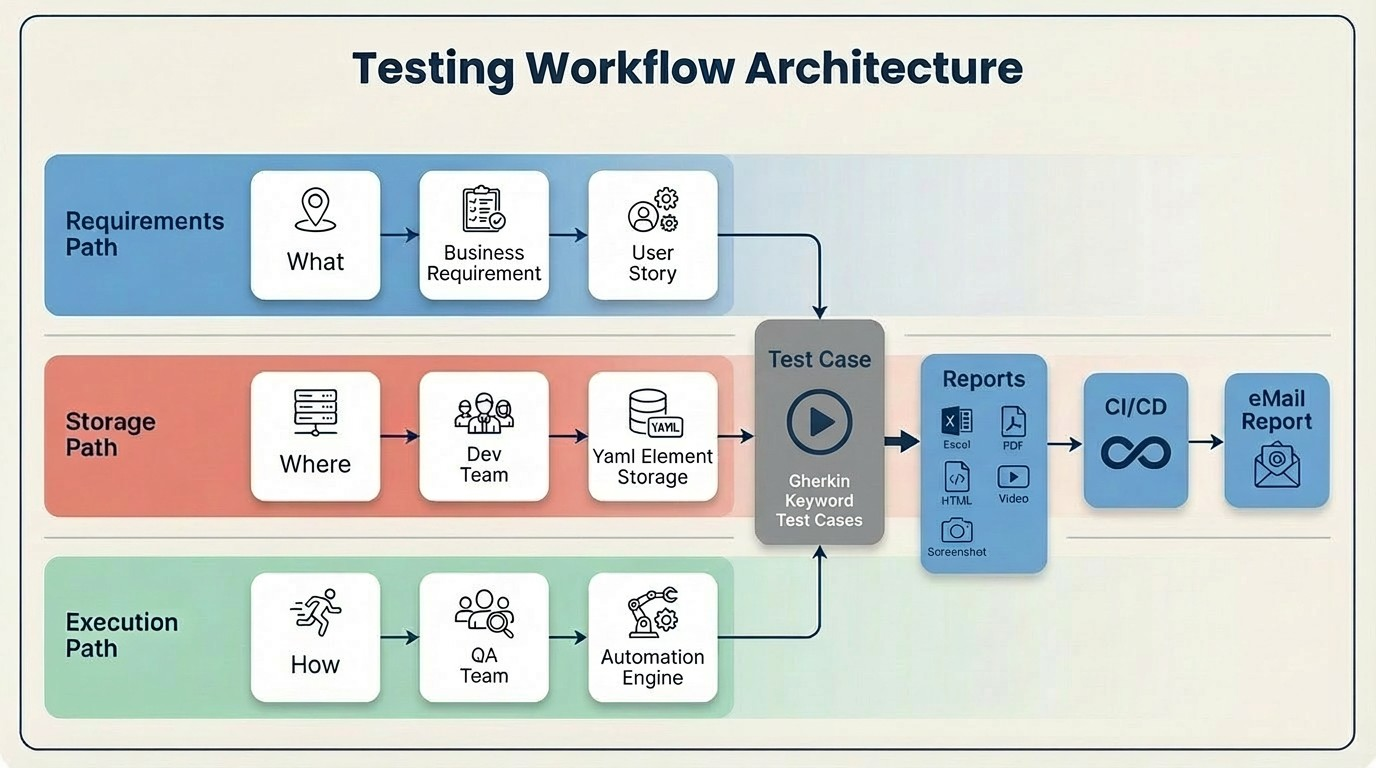 Testing Workflow Architecture
Requirements
Path
What
Business
Requirement
User
Story
Storage
Path
Where
Dev
Team
YAML
Yaml Element
Storage
Execution
Path
How
QA
Team
Automation
Engine
Test Case
Gherkin
Keyword
Test Cases
Reports
X
Escel
PDF
</>
HTML
Video
Screenshot
CI/CD
eMail
Report
@